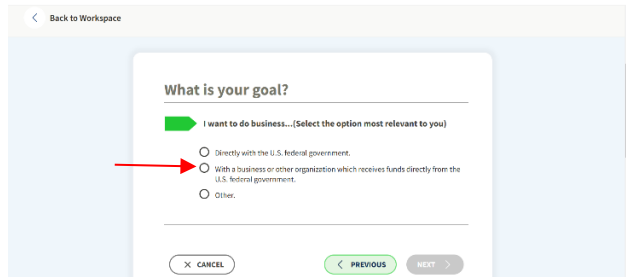 Back to Workspace
What is your goal?
I want to do business...(Select the option most relevant to you)
Directly with the U.S. federal government.
With a business or other organization which receives funds directly from the
U.S. federal government.
Other.
CANCEL
PREVIOUS
NEXT